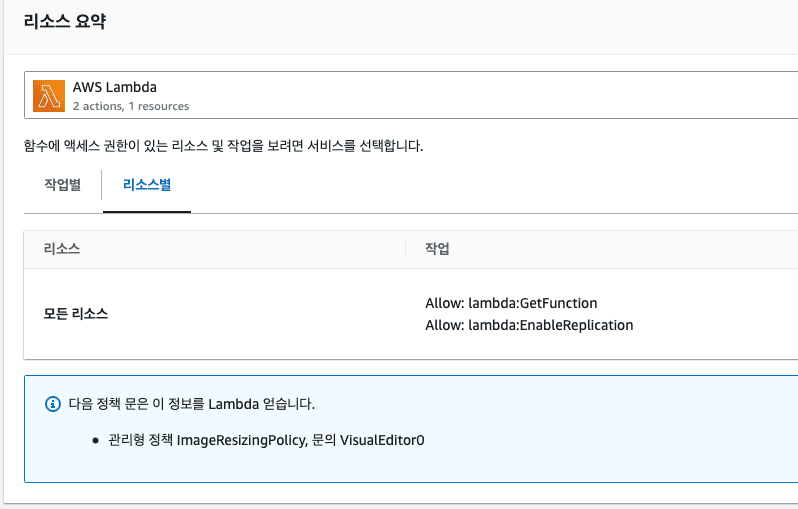 리소스 요약
AWS Lambda
2 actions, 1 resources
함수에 액세스 권한이 있는 리소스 및 작업을 보려면 서비스를 선택합니다.
작업별 리소스별
리소스 작업
모든 리소스
Allow: lambda:GetFunction
Allow: lambda:EnableReplication
다음 정책 문은 이 정보를 Lambda 얻습니다.
• 관리형 정책 ImageResizingPolicy, 문의 VisualEditor0